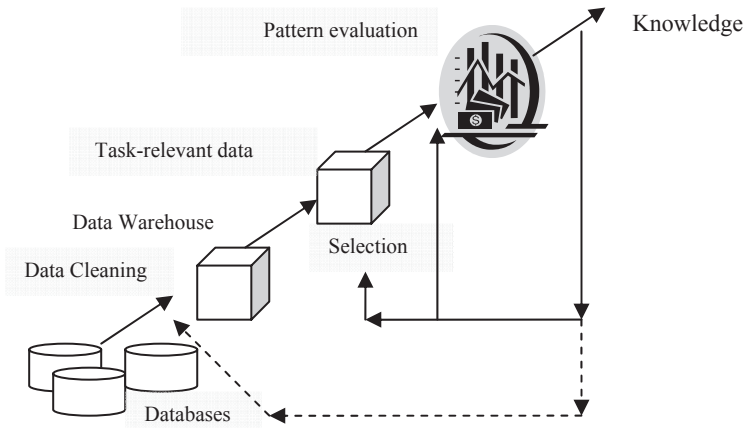 Pattern evaluation
Knowledge
$
Task-relevant data
Data Warehouse
Selection
Data Cleaning
Databases